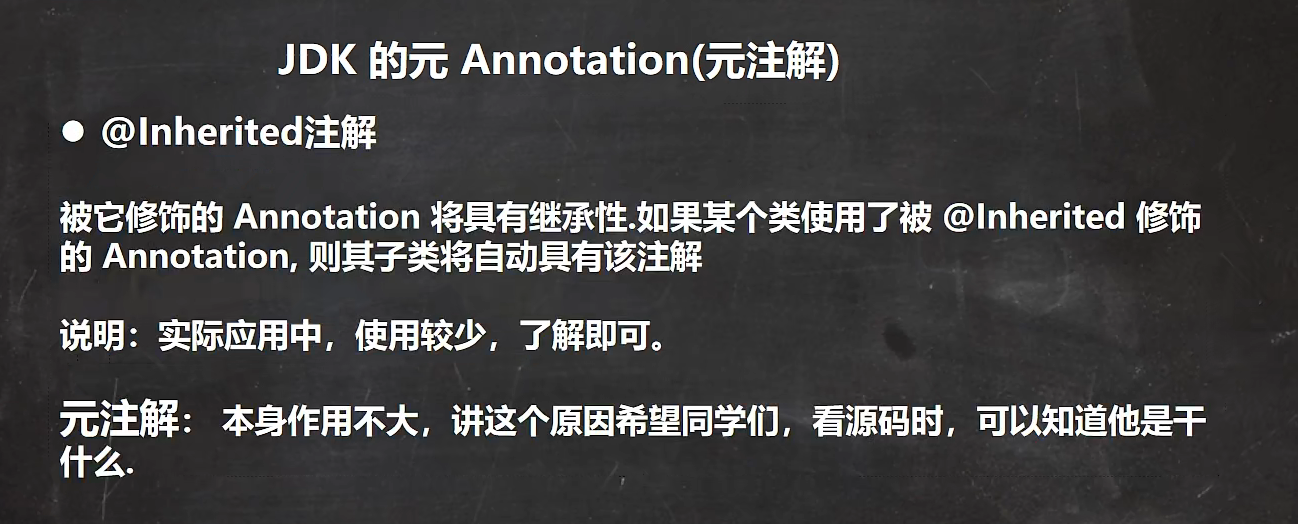 JDK 的元 Annotation(元注解)
● @Inherited注解
被它修饰的 Annotation 将具有继承性.如果某个类使用了被 @Inherited 修饰
的 Annotation, 则其子类将自动具有该注解
说明：实际应用中，使用较少，了解即可。
元注解： 本身作用不大，讲这个原因希望同学们，看源码时，可以知道他是干
什么.